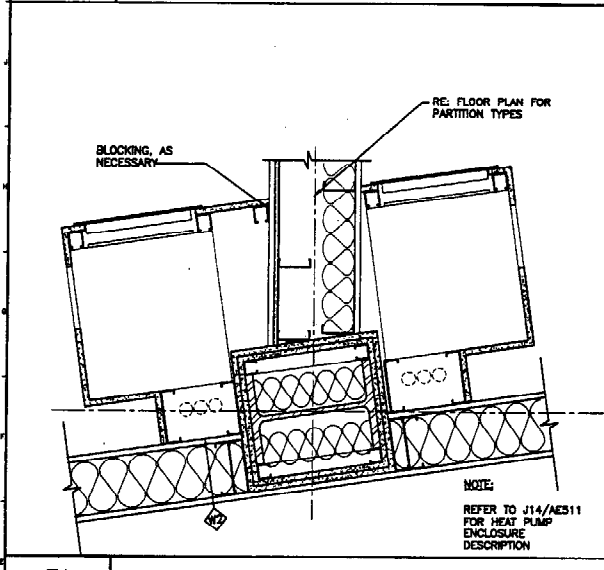 RE: FLOOR PLAN FOR
PARTITION TYPES
BLOCKING, AS
NECESSARY
W2
NOTE:
REFER TO J14/AE511
FOR HEAT PUMP
ENCLOSURE
DESCRIPTION